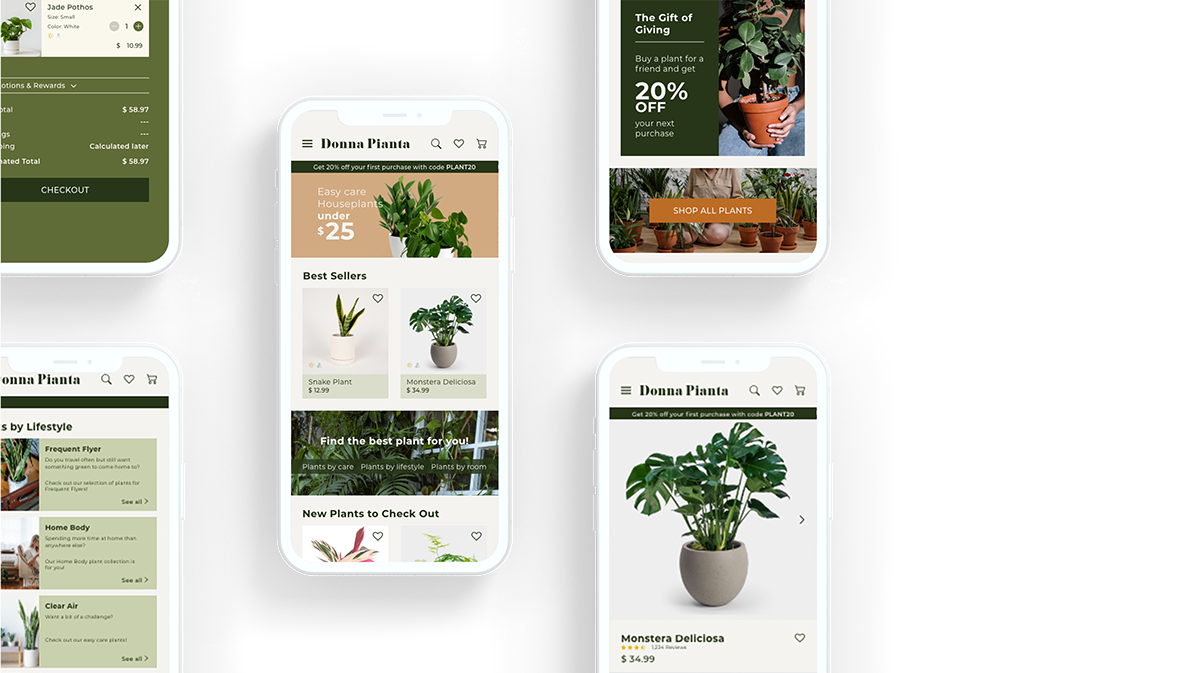 Jade Pothos
Size: Small
Color: White
1
$ 10.99
otions & Rewards
otal
$ 58.97
---
gs
---
ping
Calculated later
nated Total
$ 58.97
CHECKOUT
onna Pianta
s by Lifestyle
Frequent Flyer
Do you travel often but still want
something green to come home to?
Check out our selection of plants for
Frequent Flyers!
See all
Home Body
Spending more time at home than
anywhere else?
Our Home Body plant collection is
for you!
See all
Clear Air
Want a bit of a challenge?
Check out our easy care plants!
See all
Donna Pianta
Get 20% off your first purchase with code PLANT20
Easy care
Houseplants
under
$25
Best Sellers
Snake Plant
$ 12.99
Monstera Deliciosa
$ 34.99
Find the best plant for you!
Plants by care Plants by lifestyle Plants by room
New Plants to Check Out
The Gift of
Giving
Buy a plant for a
friend and get
20%
OFF
your next
purchase
SHOP ALL PLANTS
Donna Pianta
Get 20% off your first purchase with code PLANT20
Monstera Deliciosa
1,234 Reviews
$ 34.99